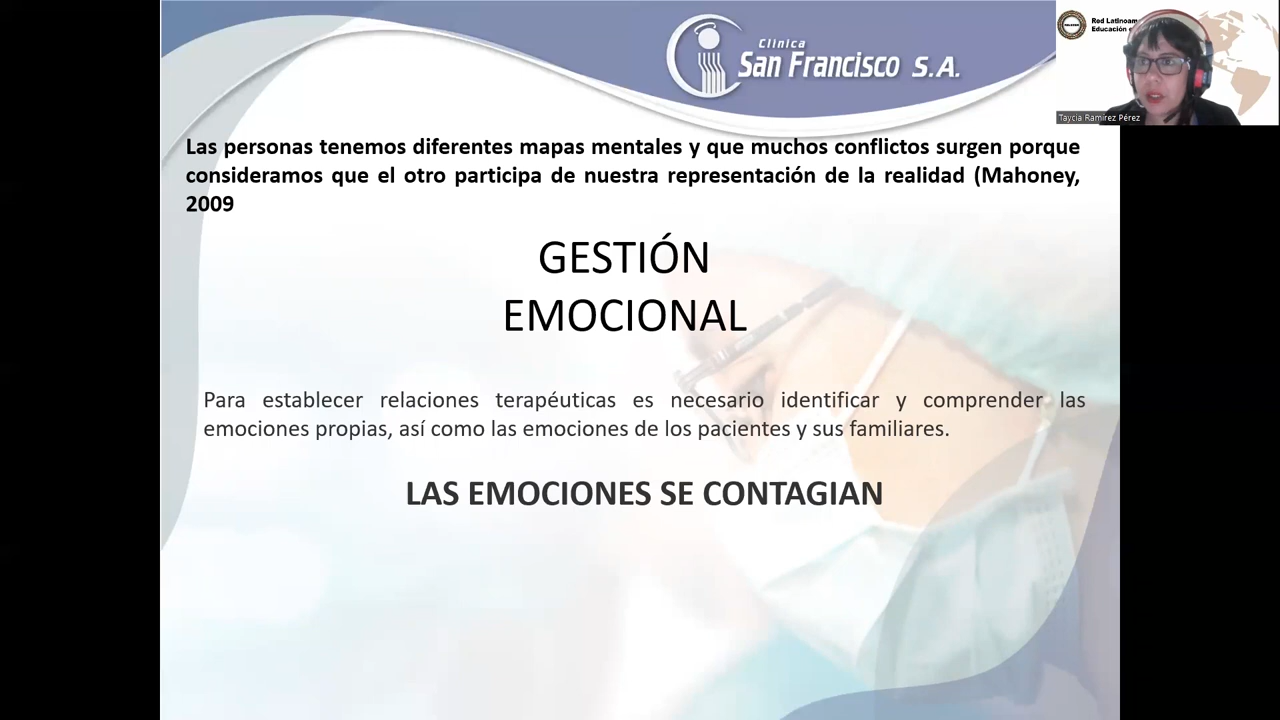 Clínica
San Francisco S.A.
Red Latinoam
Educación
Taycia Ramírez Pérez
Las personas tenemos diferentes mapas mentales y que muchos conflictos surgen porque
consideramos que el otro participa de nuestra representación de la realidad (Mahoney,
2009
GESTIÓN
EMOCIONAL
Para establecer relaciones terapéuticas es necesario identificar y comprender las
emociones propias, así como las emociones de los pacientes y sus familiares.
LAS EMOCIONES SE CONTAGIAN